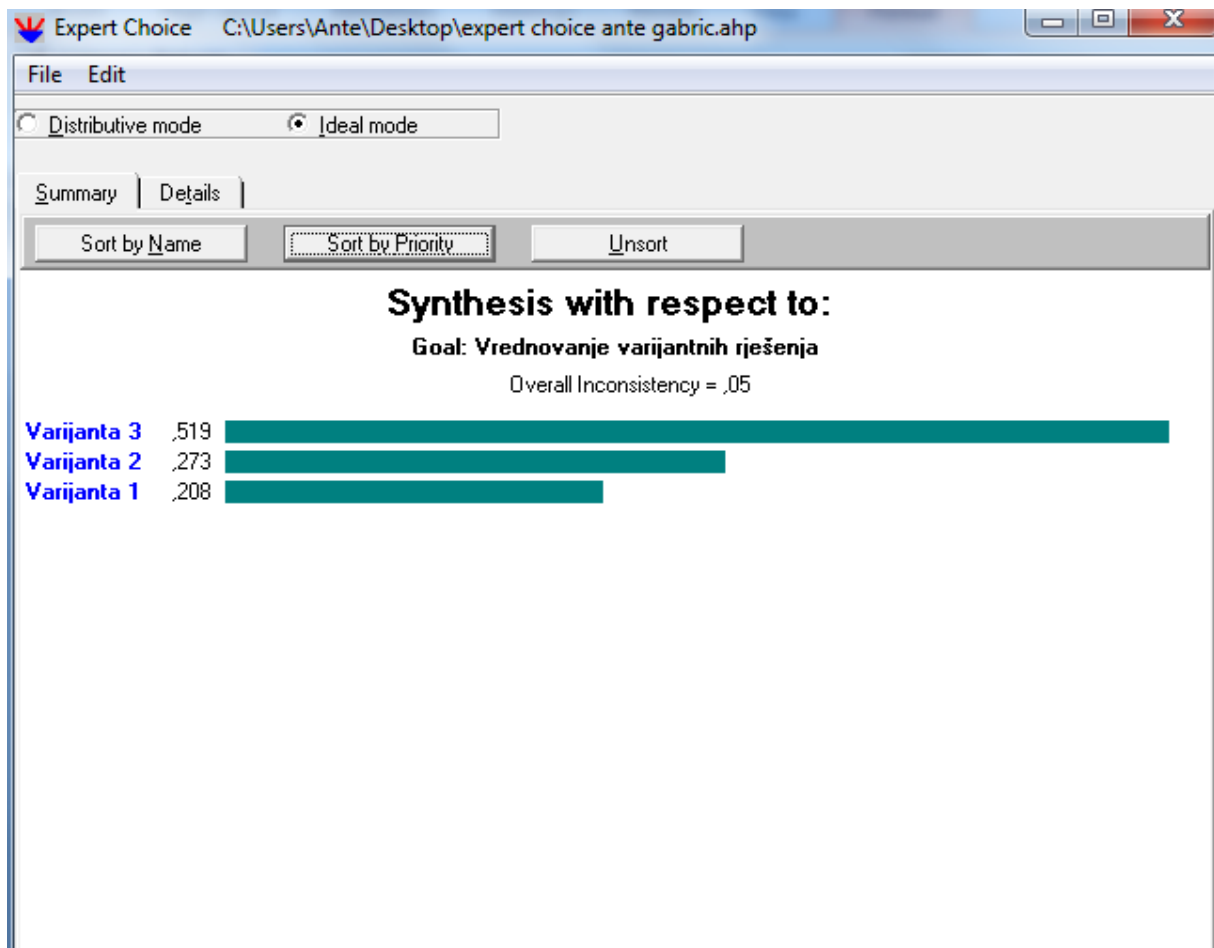 Expert Choice C:\Users\Ante\Desktop\expert choice ante gabric.ahp
File Edit
Distributive mode Ideal mode
Summary Details
Sort by Name Sort by Priority Unsort
Synthesis with respect to:
Goal: Vrednovanje varijantnih rješenja
Overall Inconsistency = ,05
Varijanta 3 ,519
Varijanta 2 ,273
Varijanta 1 ,208